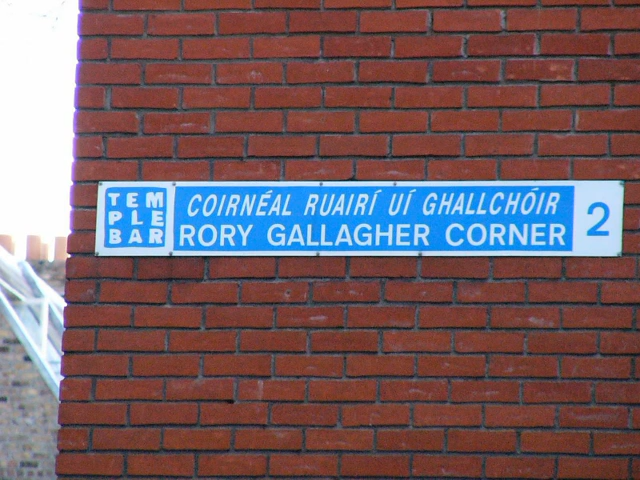 TEM
PLE
BAR
COIRNÉAL RUAIRÍ UÍ GHALLCHÓIR
RORY GALLAGHER CORNER
2